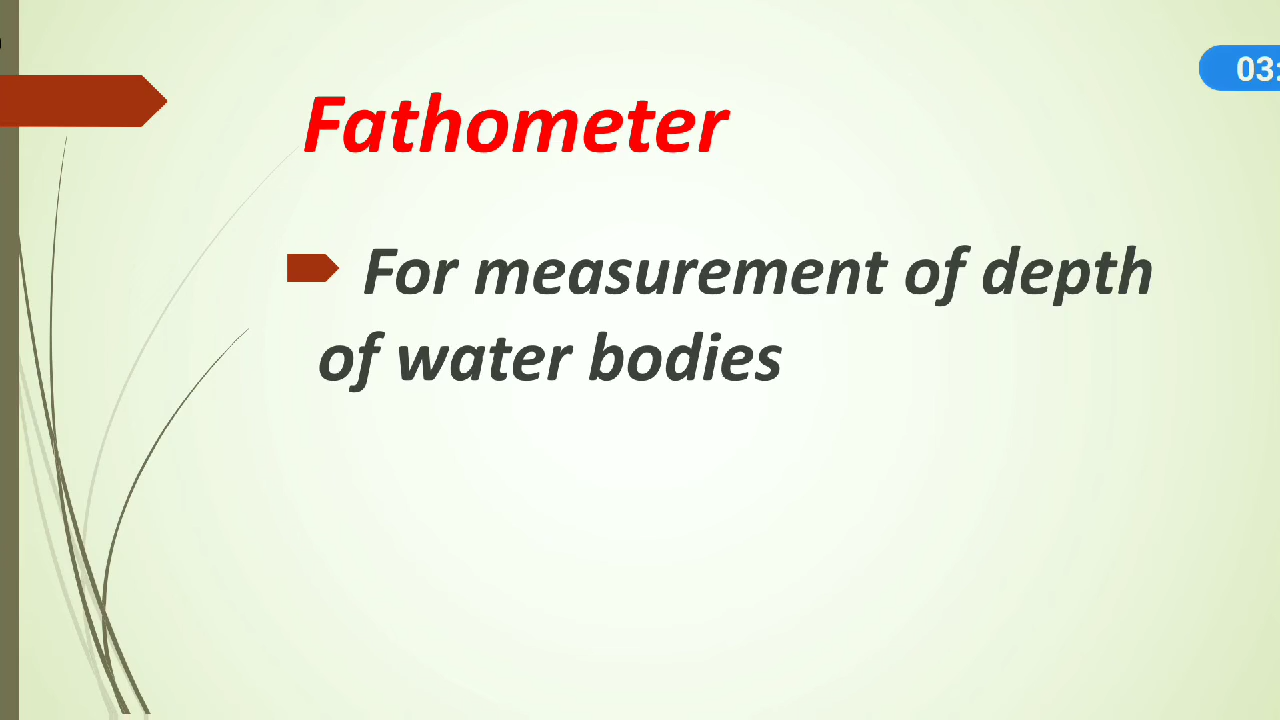 03:
Fathometer
For measurement of depth
of water bodies